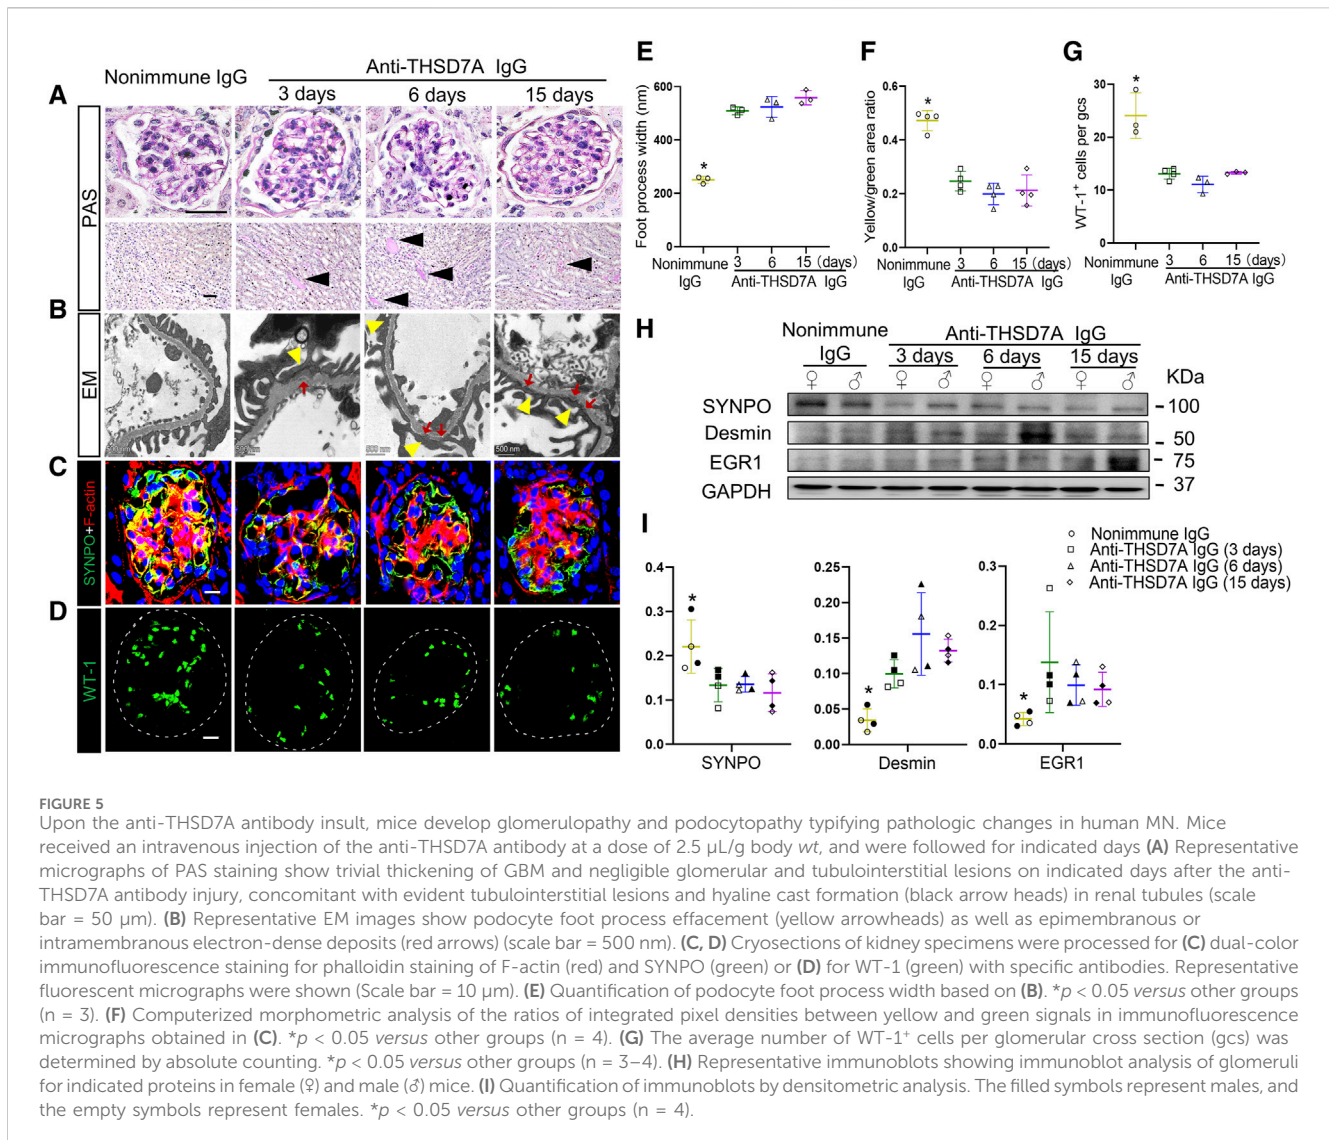 Nonimmune IgG
Anti-THSD7A IgG
3 days
6 days
15 days
A
PAS
B
EM
500 nm
500 nm
500 nm
500 nm
C
SYNPO+F-actin
D
WT-1
E
Foot process width (nm)
600
400
200
0
3 6 15 (days)
Nonimmune IgG
Anti-THSD7A IgG
*
F
Yellow/green area ratio
0.6
0.4
0.2
0.0
3 6 15 (days)
Nonimmune IgG
Anti-THSD7A IgG
*
G
WT-1+ cells per gcs
30
20
10
0
3 6 15 (days)
Nonimmune IgG
Anti-THSD7A IgG
*
H
Nonimmune IgG
Anti-THSD7A IgG
3 days 6 days 15 days
♀ ♂ ♀ ♂ ♀ ♂ ♀ ♂ KDa
SYNPO - 100
Desmin - 50
EGR1 - 75
GAPDH - 37
I
Nonimmune IgG
Anti-THSD7A IgG (3 days)
Anti-THSD7A IgG (6 days)
Anti-THSD7A IgG (15 days)
0.4
0.3
0.2
0.1
0.0
*
SYNPO
0.25
0.20
0.15
0.10
0.05
0.00
*
Desmin
0.3
0.2
0.1
0.0
*
EGR1
FIGURE 5
Upon the anti-THSD7A antibody insult, mice develop glomerulopathy and podocytopathy typifying pathologic changes in human MN. Mice
received an intravenous injection of the anti-THSD7A antibody at a dose of 2.5 µL/g body wt, and were followed for indicated days (A) Representative
micrographs of PAS staining show trivial thickening of GBM and negligible glomerular and tubulointerstitial lesions on indicated days after the anti-
THSD7A antibody injury, concomitant with evident tubulointerstitial lesions and hyaline cast formation (black arrow heads) in renal tubules (scale
bar = 50 µm). (B) Representative EM images show podocyte foot process effacement (yellow arrowheads) as well as epimembranous or
intramembranous electron-dense deposits (red arrows) (scale bar = 500 nm). (C, D) Cryosections of kidney specimens were processed for (C) dual-color
immunofluorescence staining for phalloidin staining of F-actin (red) and SYNPO (green) or (D) for WT-1 (green) with specific antibodies. Representative
fluorescent micrographs were shown (Scale bar = 10 µm). (E) Quantification of podocyte foot process width based on (B). *p < 0.05 versus other groups
(n = 3). (F) Computerized morphometric analysis of the ratios of integrated pixel densities between yellow and green signals in immunofluorescence
micrographs obtained in (C). *p < 0.05 versus other groups (n = 4). (G) The average number of WT-1+ cells per glomerular cross section (gcs) was
determined by absolute counting. *p < 0.05 versus other groups (n = 3–4). (H) Representative immunoblots showing immunoblot analysis of glomeruli
for indicated proteins in female (♀) and male (♂) mice. (I) Quantification of immunoblots by densitometric analysis. The filled symbols represent males, and
the empty symbols represent females. *p < 0.05 versus other groups (n = 4).